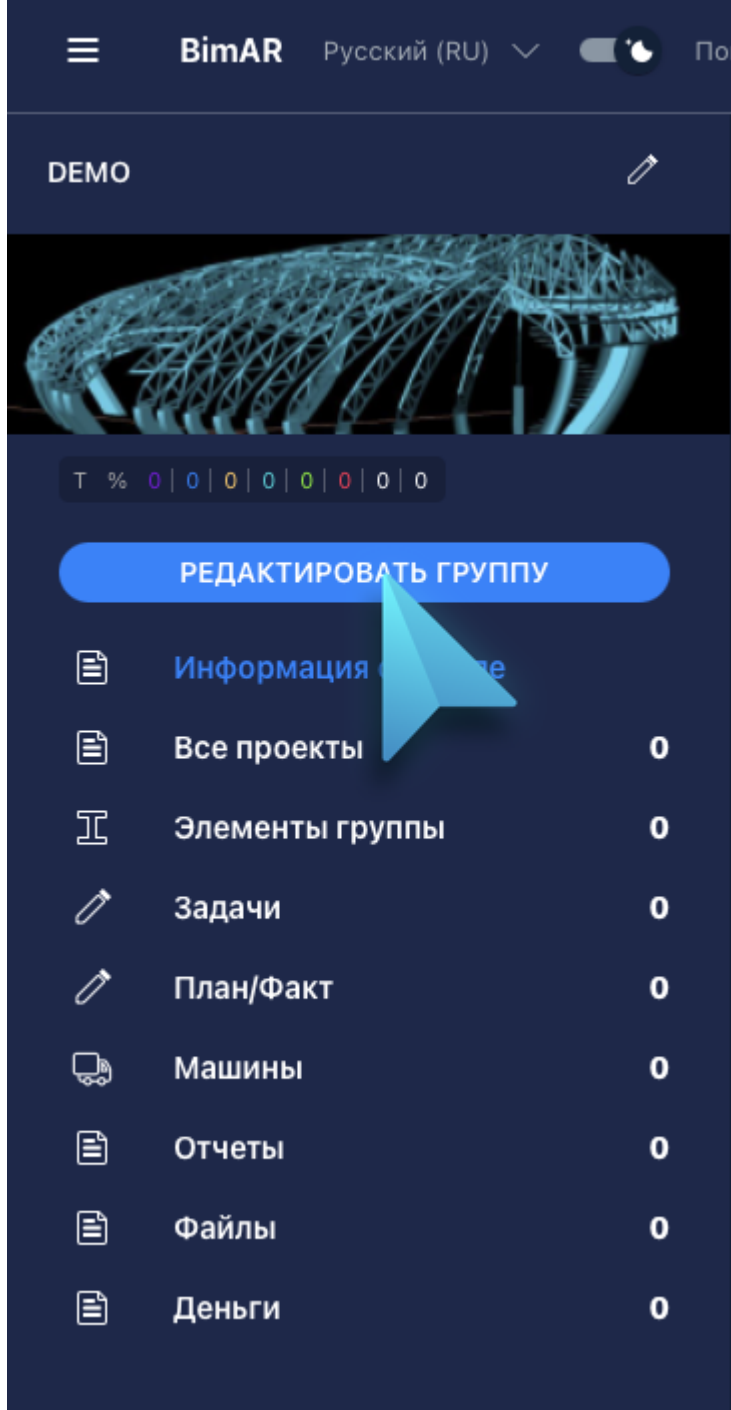 BimAR Русский (RU)
DEMO
T % 0|0|0|0|0|0|0|0
РЕДАКТИРОВАТЬ ГРУППУ
Информация
Все проекты 0
Элементы группы 0
Задачи 0
План/Факт 0
Машины 0
Отчеты 0
Файлы 0
Деньги 0